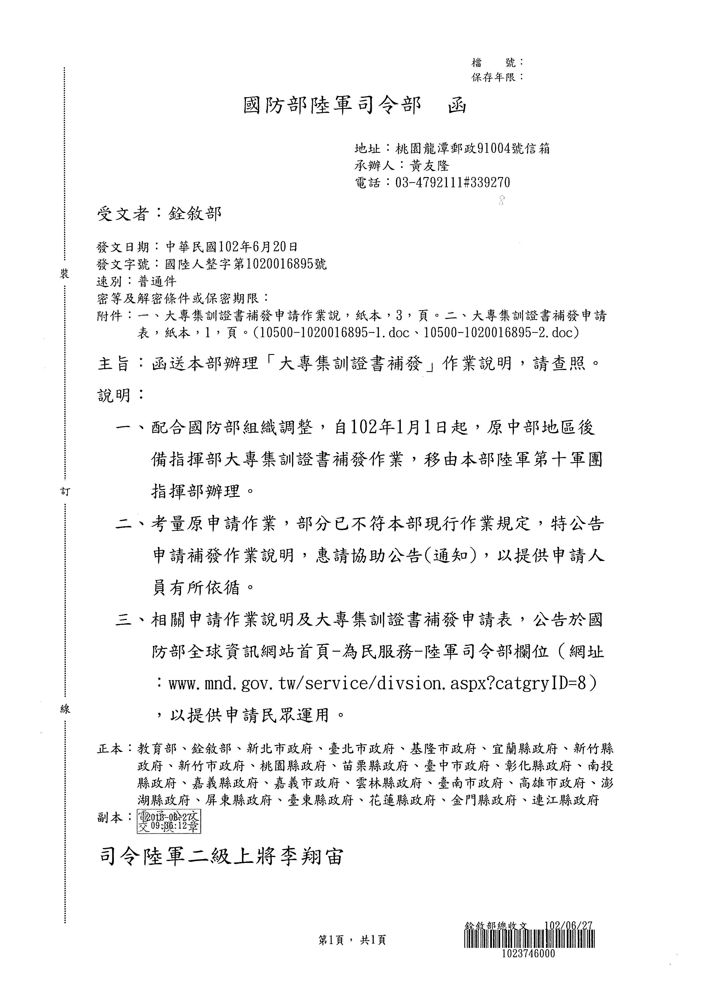 檔　　號：
保存年限：
國防部陸軍司令部　函
地址：桃園龍潭郵政91004號信箱
承辦人：黃友隆
電話：03-4792111#339270
8
受文者：銓敘部
發文日期：中華民國102年6月20日
發文字號：國陸人整字第1020016895號
速別：普通件
密等及解密條件或保密期限：
附件：一、大專集訓證書補發申請作業說，紙本，3，頁。二、大專集訓證書補發申請
表，紙本，1，頁。(10500-1020016895-1.doc、10500-1020016895-2.doc)
主旨：函送本部辦理「大專集訓證書補發」作業說明，請查照。
說明：
一、配合國防部組織調整，自102年1月1日起，原中部地區後
備指揮部大專集訓證書補發作業，移由本部陸軍第十軍團
指揮部辦理。
二、考量原申請作業，部分已不符本部現行作業規定，特公告
申請補發作業說明，惠請協助公告(通知)，以提供申請人
員有所依循。
三、相關申請作業說明及大專集訓證書補發申請表，公告於國
防部全球資訊網站首頁-為民服務-陸軍司令部欄位（網址
：www.mnd.gov.tw/service/divsion.aspx?catgryID=8）
，以提供申請民眾運用。
正本：教育部、銓敘部、新北市政府、臺北市政府、基隆市政府、宜蘭縣政府、新竹縣
政府、新竹市政府、桃園縣政府、苗栗縣政府、臺中市政府、彰化縣政府、南投
縣政府、嘉義縣政府、嘉義市政府、雲林縣政府、臺南市政府、高雄市政府、澎
湖縣政府、屏東縣政府、臺東縣政府、花蓮縣政府、金門縣政府、連江縣政府
副本：
電子公文
2013-06-27
交換章
09:36:12
司令陸軍二級上將李翔宙
裝
訂
線
第1頁，共1頁
銓敘部總收文　102/06/27
1023746000